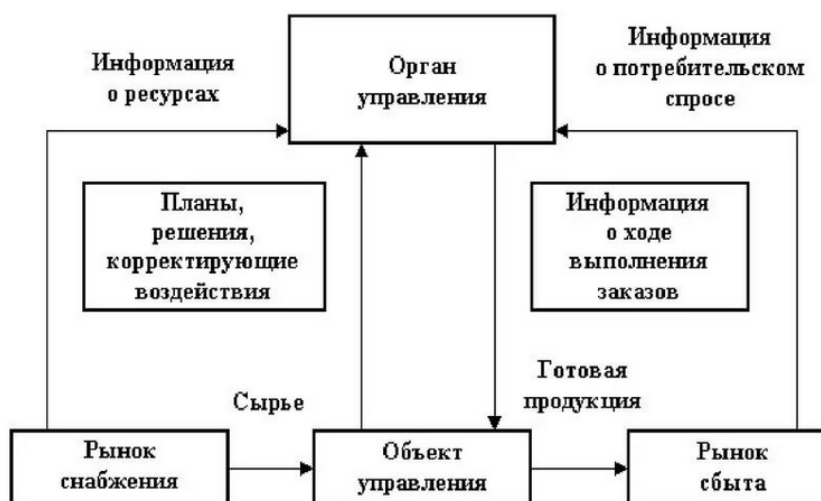 Информация
о ресурсах
Орган
управления
Информация
о потребительском
спросе
Планы,
решения,
корректирующие
воздействия
Информация
о ходе
выполнения
заказов
Сырье
Готовая
продукция
Рынок
снабжения
Объект
управления
Рынок
сбыта